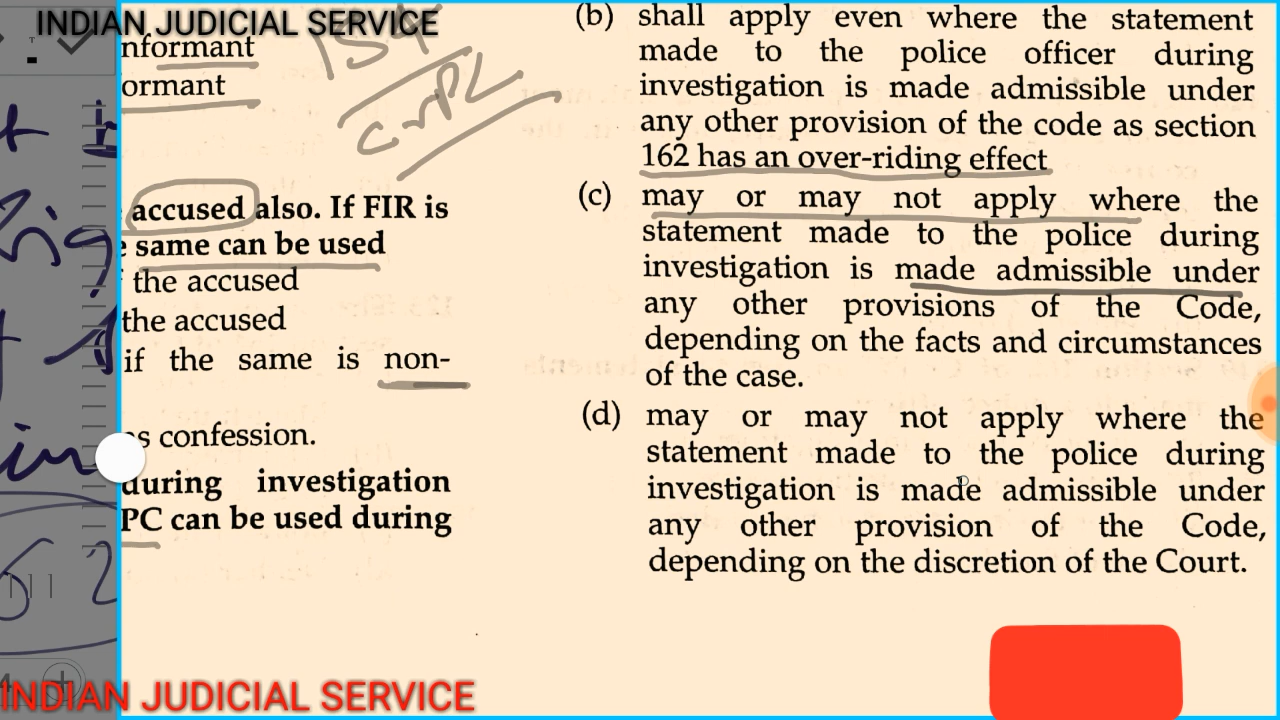 INDIAN JUDICIAL SERVICE
nformant
ormant
154
CrPC
accused also. If FIR is
same can be used
the accused
the accused
if the same is non-
as confession.
during investigation
PC can be used during
(b) shall apply even where the statement
made to the police officer during
investigation is made admissible under
any other provision of the code as section
162 has an over-riding effect
(c) may or may not apply where the
statement made to the police during
investigation is made admissible under
any other provisions of the Code,
depending on the facts and circumstances
of the case.
(d) may or may not apply where the
statement made to the police during
investigation is made admissible under
any other provision of the Code,
depending on the discretion of the Court.
INDIAN JUDICIAL SERVICE